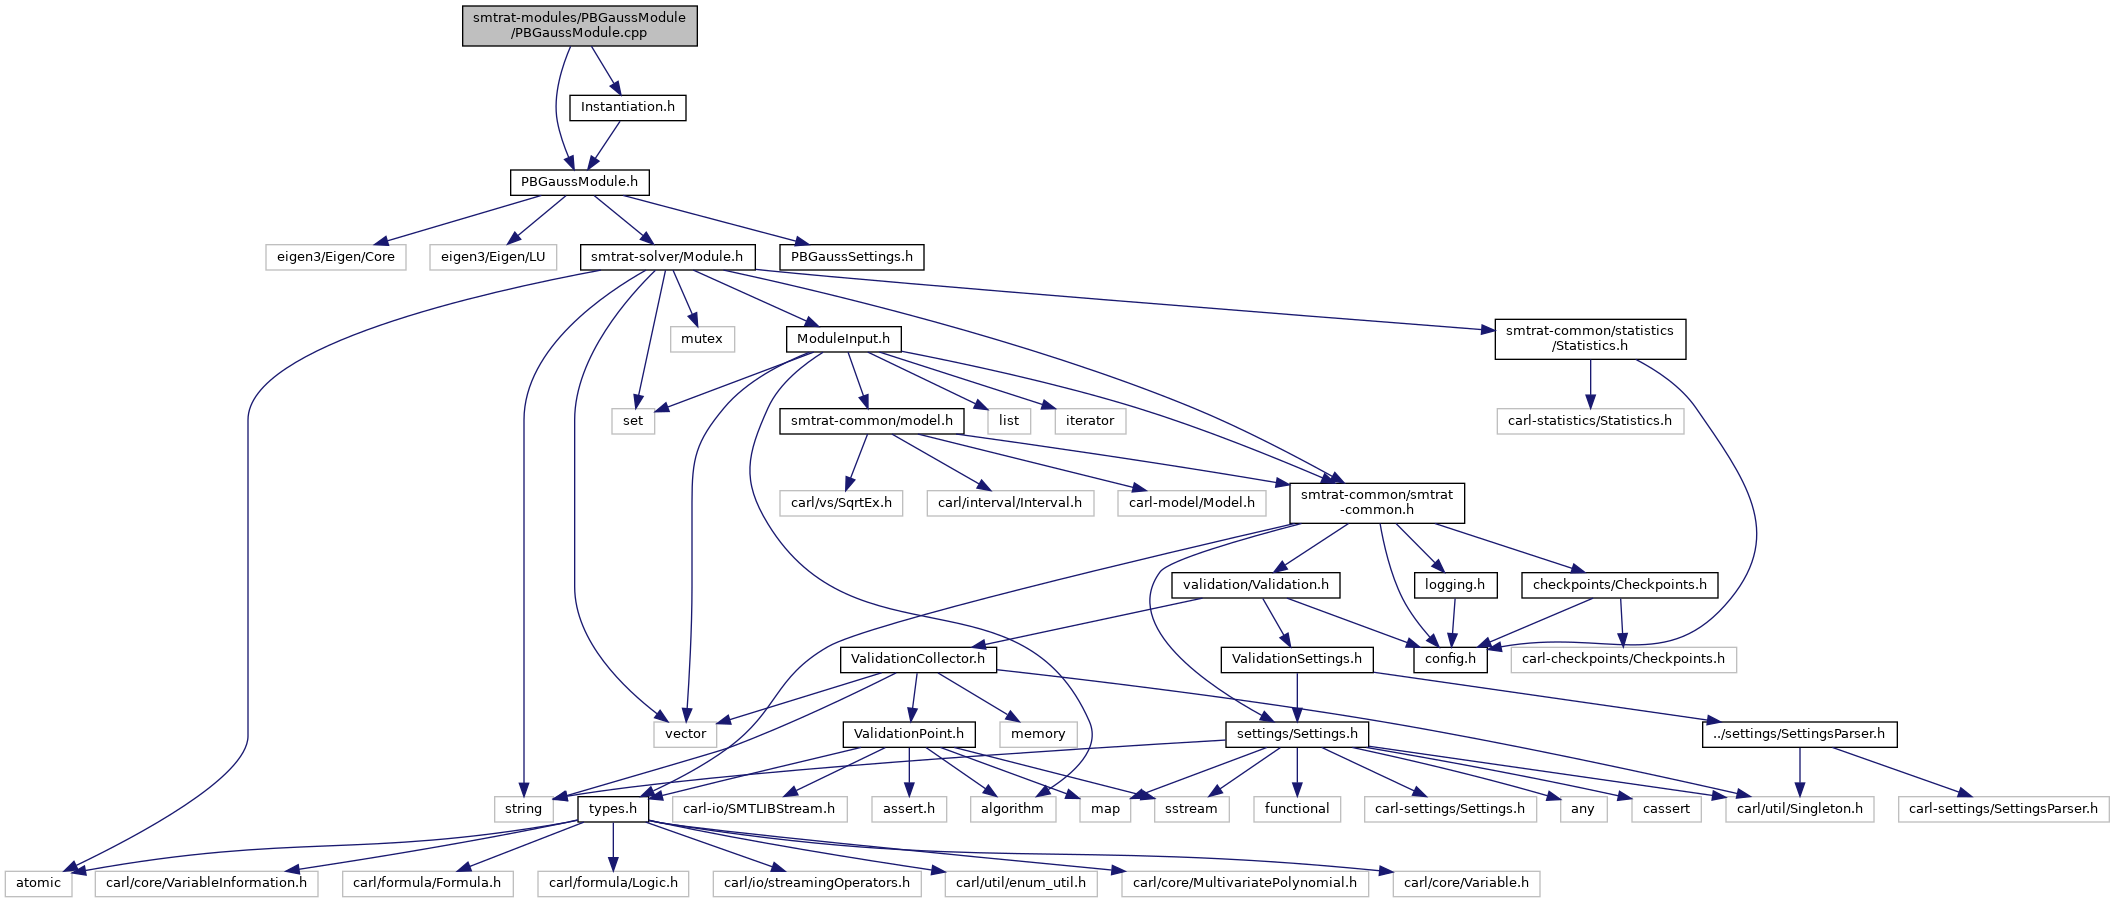 smtrat-modules/PBGaussModule
/PBGaussModule.cpp
Instantiation.h
PBGaussModule.h
eigen3/Eigen/Core
eigen3/Eigen/LU
smtrat-solver/Module.h
PBGaussSettings.h
mutex
ModuleInput.h
smtrat-common/statistics
/Statistics.h
set
smtrat-common/model.h
list
iterator
carl-statistics/Statistics.h
carl/vs/SqrtEx.h
carl/interval/Interval.h
carl-model/Model.h
smtrat-common/smtrat
-common.h
validation/Validation.h
logging.h
checkpoints/Checkpoints.h
ValidationCollector.h
ValidationSettings.h
config.h
carl-checkpoints/Checkpoints.h
vector
ValidationPoint.h
memory
settings/Settings.h
../settings/SettingsParser.h
string
types.h
carl-io/SMTLIBStream.h
assert.h
algorithm
map
sstream
functional
carl-settings/Settings.h
any
cassert
carl/util/Singleton.h
carl-settings/SettingsParser.h
atomic
carl/core/VariableInformation.h
carl/formula/Formula.h
carl/formula/Logic.h
carl/io/streamingOperators.h
carl/util/enum_util.h
carl/core/MultivariatePolynomial.h
carl/core/Variable.h